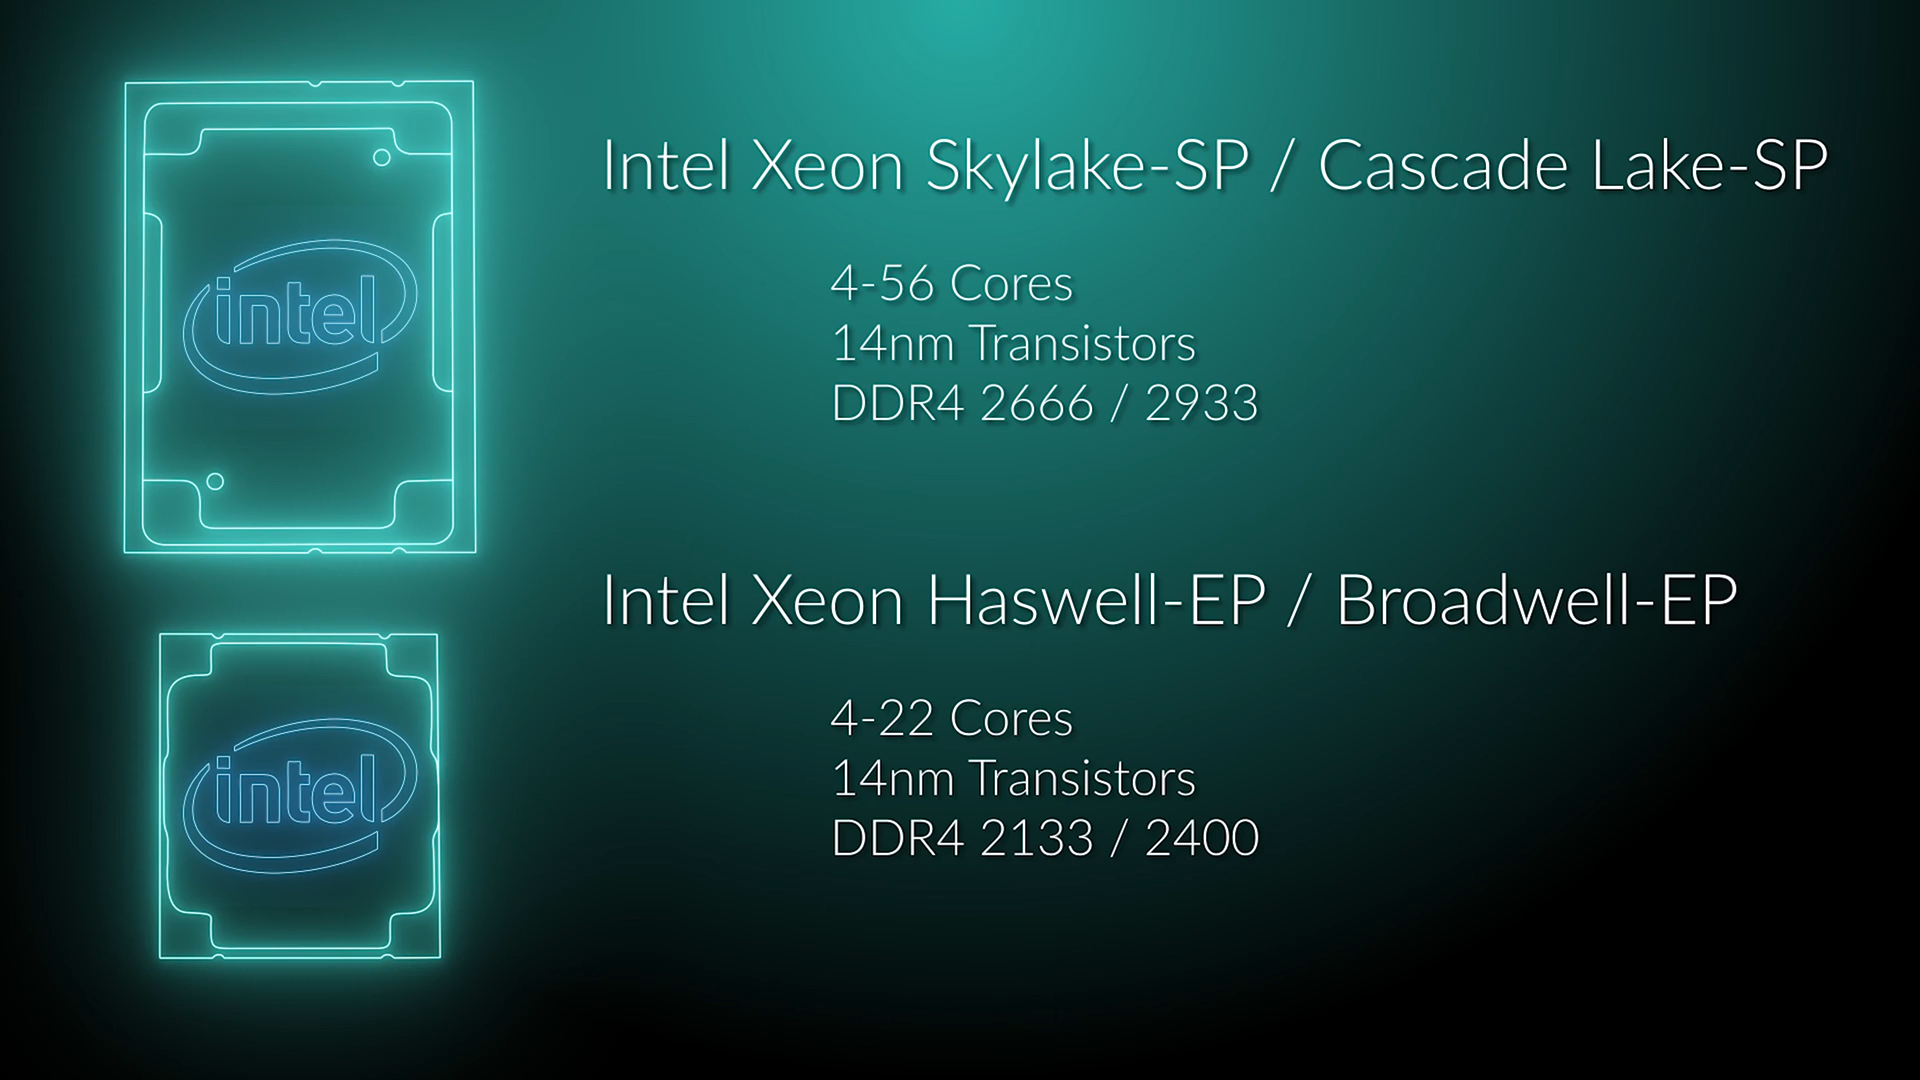 intel
Intel Xeon Skylake-SP / Cascade Lake-SP
4-56 Cores
14nm Transistors
DDR4 2666 / 2933
intel
Intel Xeon Haswell-EP / Broadwell-EP
4-22 Cores
14nm Transistors
DDR4 2133 / 2400